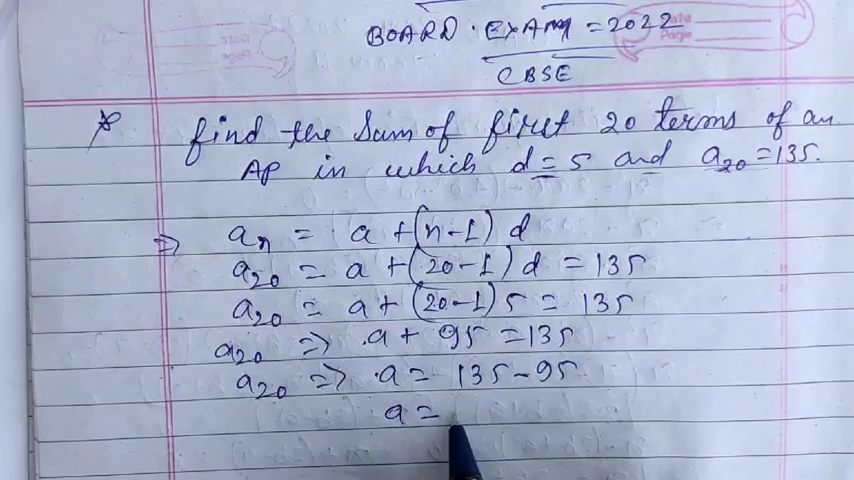 BOARD. EXAM = 2022
CBSE
find the Sum of first 20 terms of an
AP in which d = 5 and a₂₀ = 135.
⇒ aₙ = a + (n-1) d
a₂₀ = a + (20-1) d = 135
a₂₀ = a + (20-1) 5 = 135
a₂₀ ⇒ .a + 95 = 135
a₂₀ ⇒ .a = 135 - 95
a =